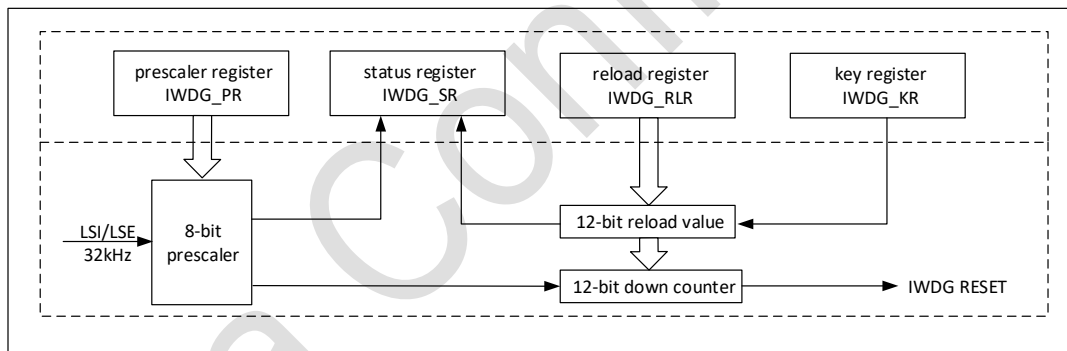 prescaler register
IWDG_PR
status register
IWDG_SR
reload register
IWDG_RLR
key register
IWDG_KR
LSI/LSE
32kHz
8-bit
prescaler
12-bit reload value
12-bit down counter
IWDG RESET